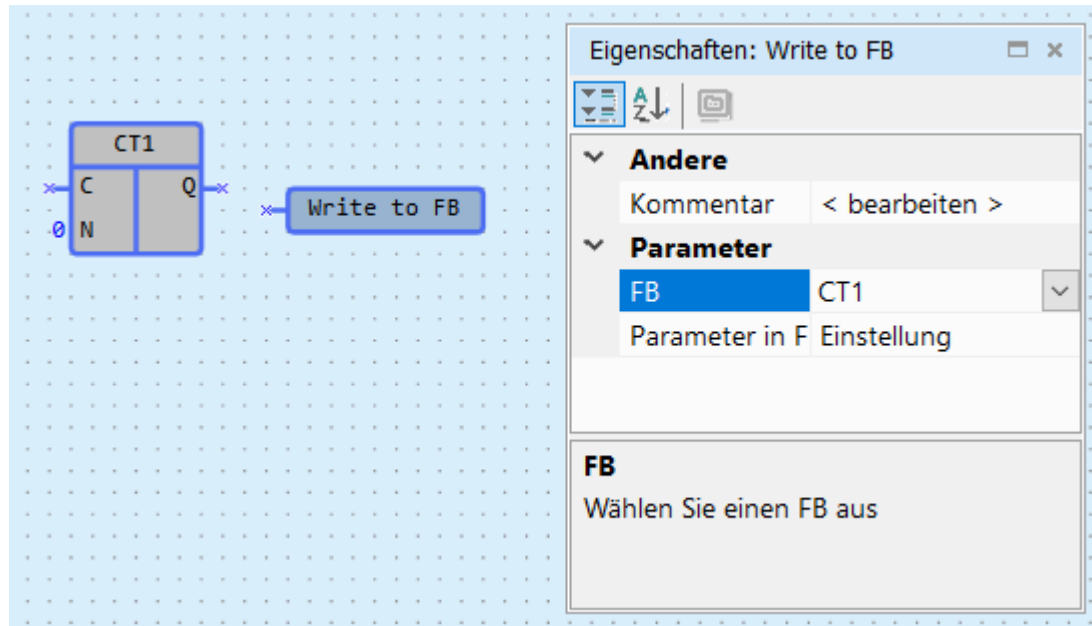 CT1
C Q
0 N
Write to FB
Eigenschaften: Write to FB
Andere
Kommentar < bearbeiten >
Parameter
FB CT1
Parameter in F Einstellung
FB
Wählen Sie einen FB aus